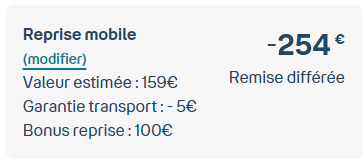 Reprise mobile
(modifier)
Valeur estimée : 159€
Garantie transport : - 5€
Bonus reprise : 100€
-254 €
Remise différée